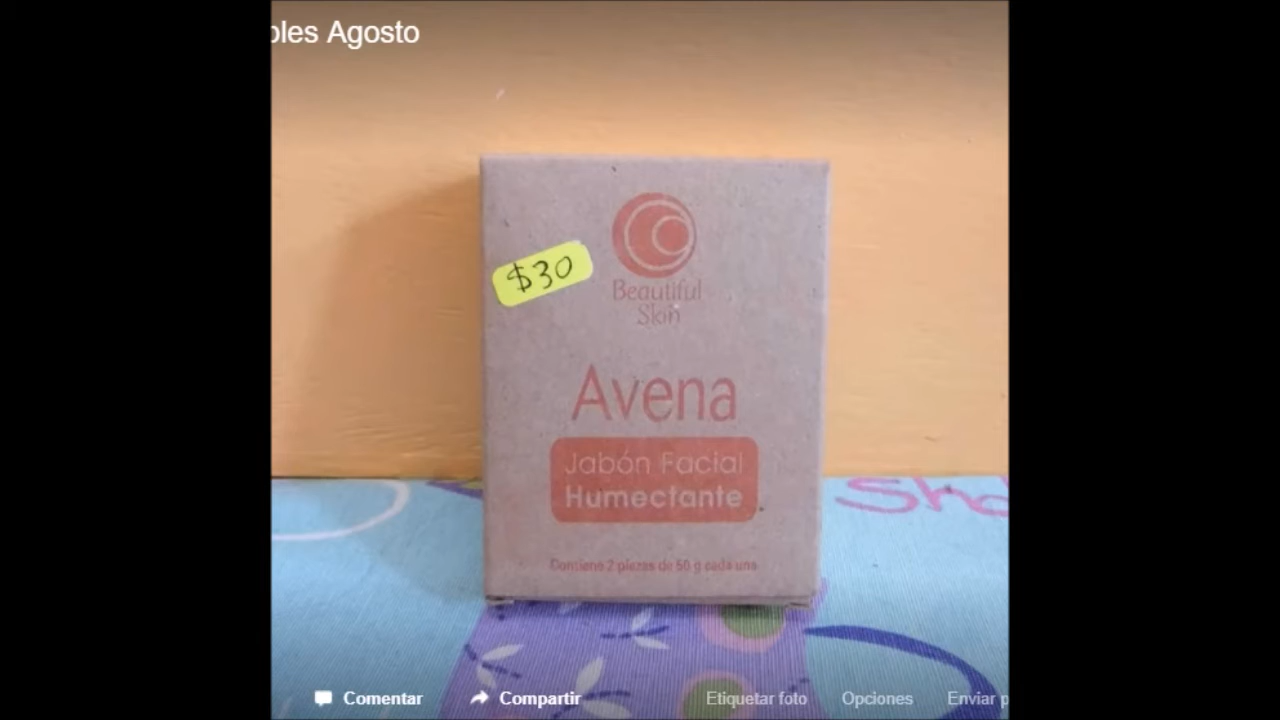 Agosto
$30
Beautiful
Skin
Avena
Jabón Facial
Humectante
Contiene 2 piezas de 50 g cada una
Comentar
Compartir
Etiquetar foto
Opciones
Enviar